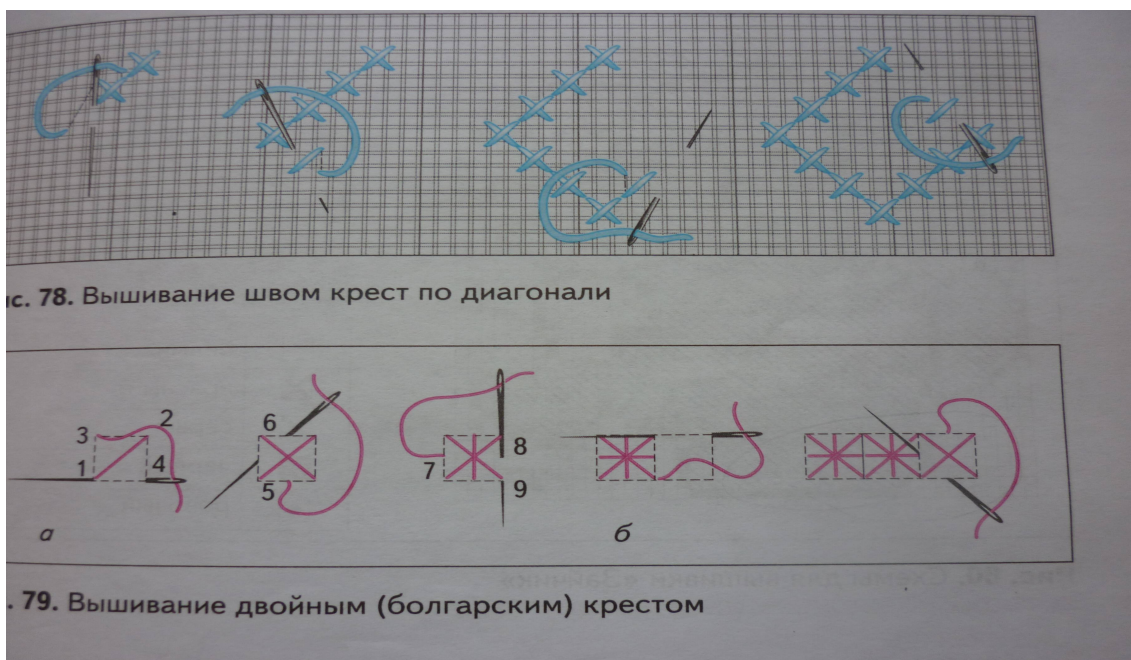 ис. 78. Вышивание швом крест по диагонали
3 2 1 4
6 5
7 8 9
а б
. 79. Вышивание двойным (болгарским) крестом